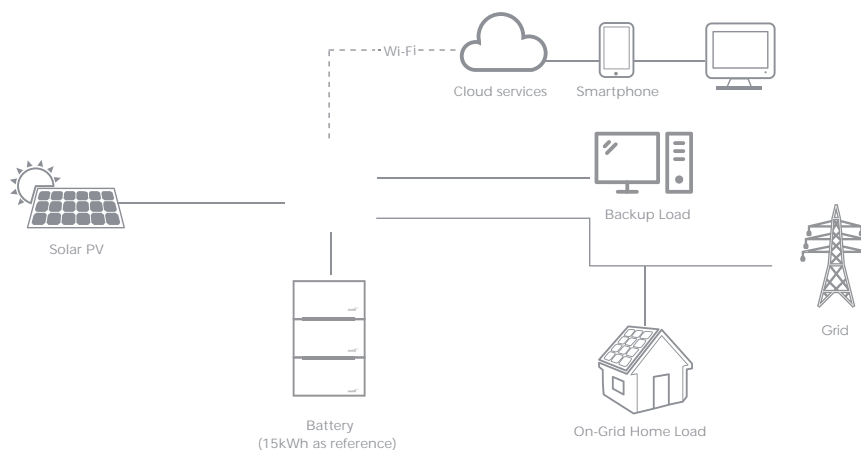 Wi-Fi
Cloud services
Smartphone
Backup Load
Solar PV
Grid
Battery
(15kWh as reference)
On-Grid Home Load